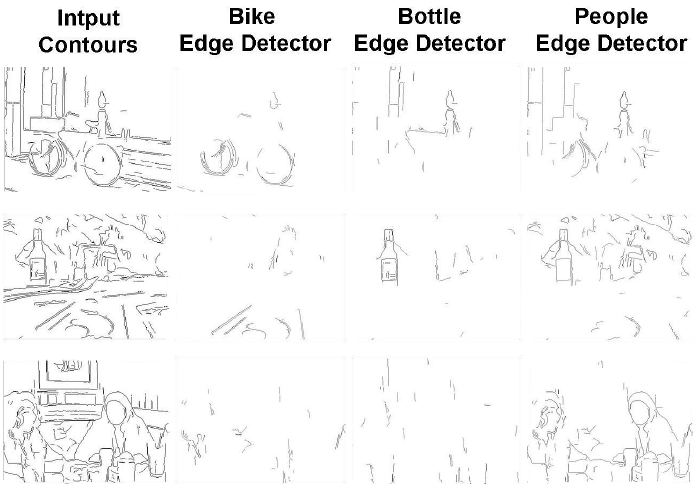 Intput
Contours
Bike
Edge Detector
Bottle
Edge Detector
People
Edge Detector